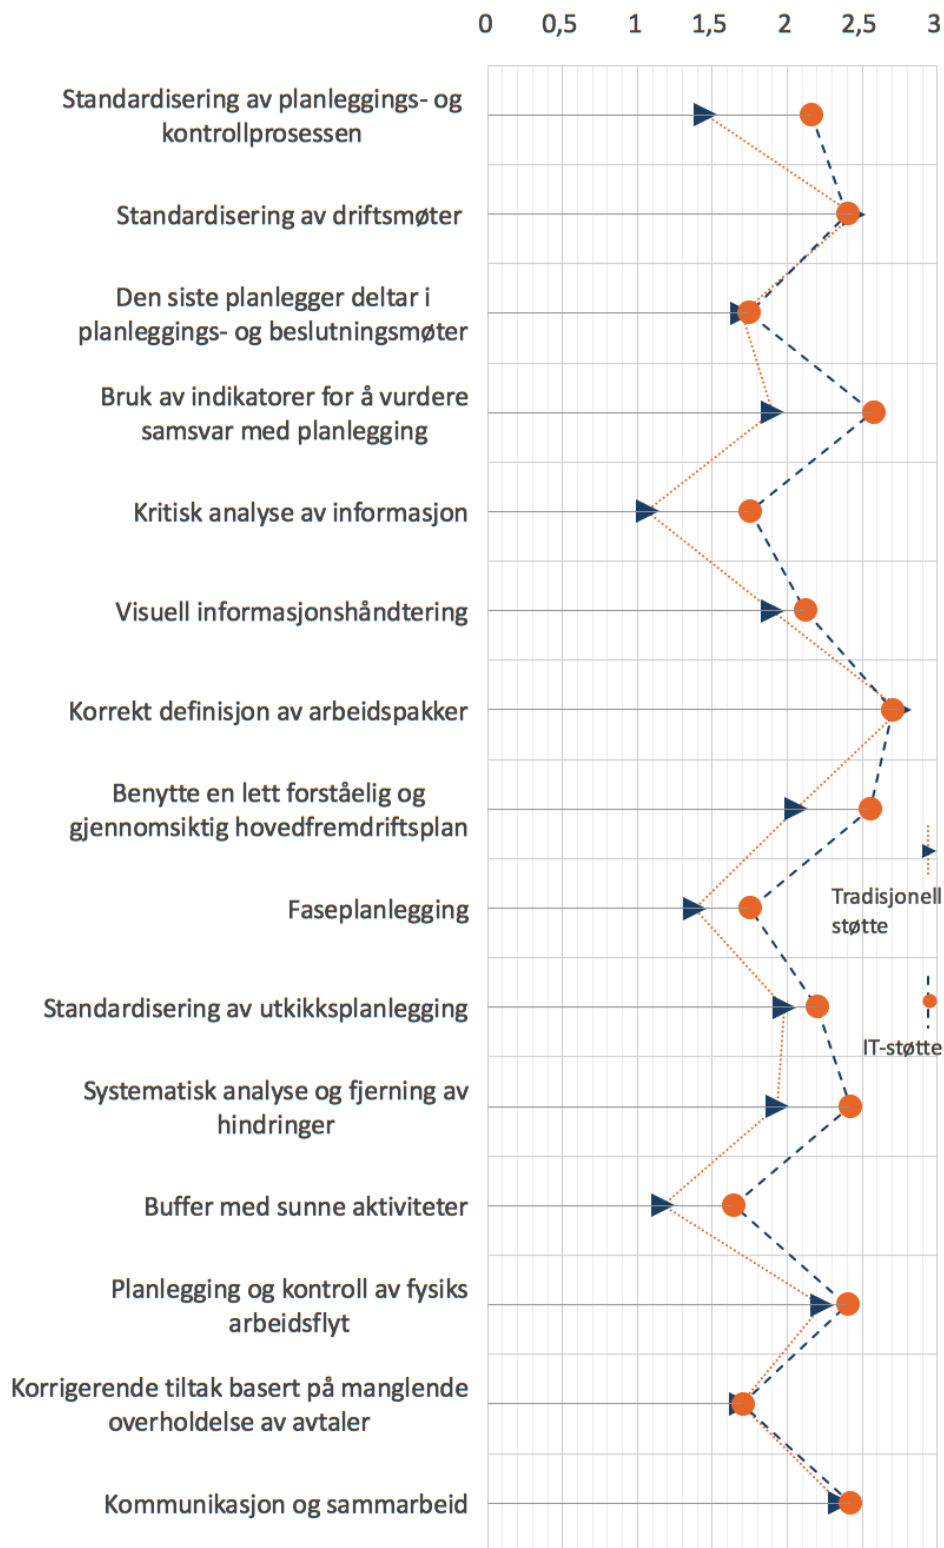 0 0,5 1 1,5 2 2,5 3
Standardisering av planleggings- og
kontrollprosessen
Standardisering av driftsmøter
Den siste planlegger deltar i
planleggings- og beslutningsmøter
Bruk av indikatorer for å vurdere
samsvar med planlegging
Kritisk analyse av informasjon
Visuell informasjonshåndtering
Korrekt definisjon av arbeidspakker
Benytte en lett forståelig og
gjennomsiktig hovedfremdriftsplan
Faseplanlegging
Tradisjonell
støtte
Standardisering av utkikksplanlegging
IT-støtte
Systematisk analyse og fjerning av
hindringer
Buffer med sunne aktiviteter
Planlegging og kontroll av fysiks
arbeidsflyt
Korrigerende tiltak basert på manglende
overholdelse av avtaler
Kommunikasjon og sammarbeid